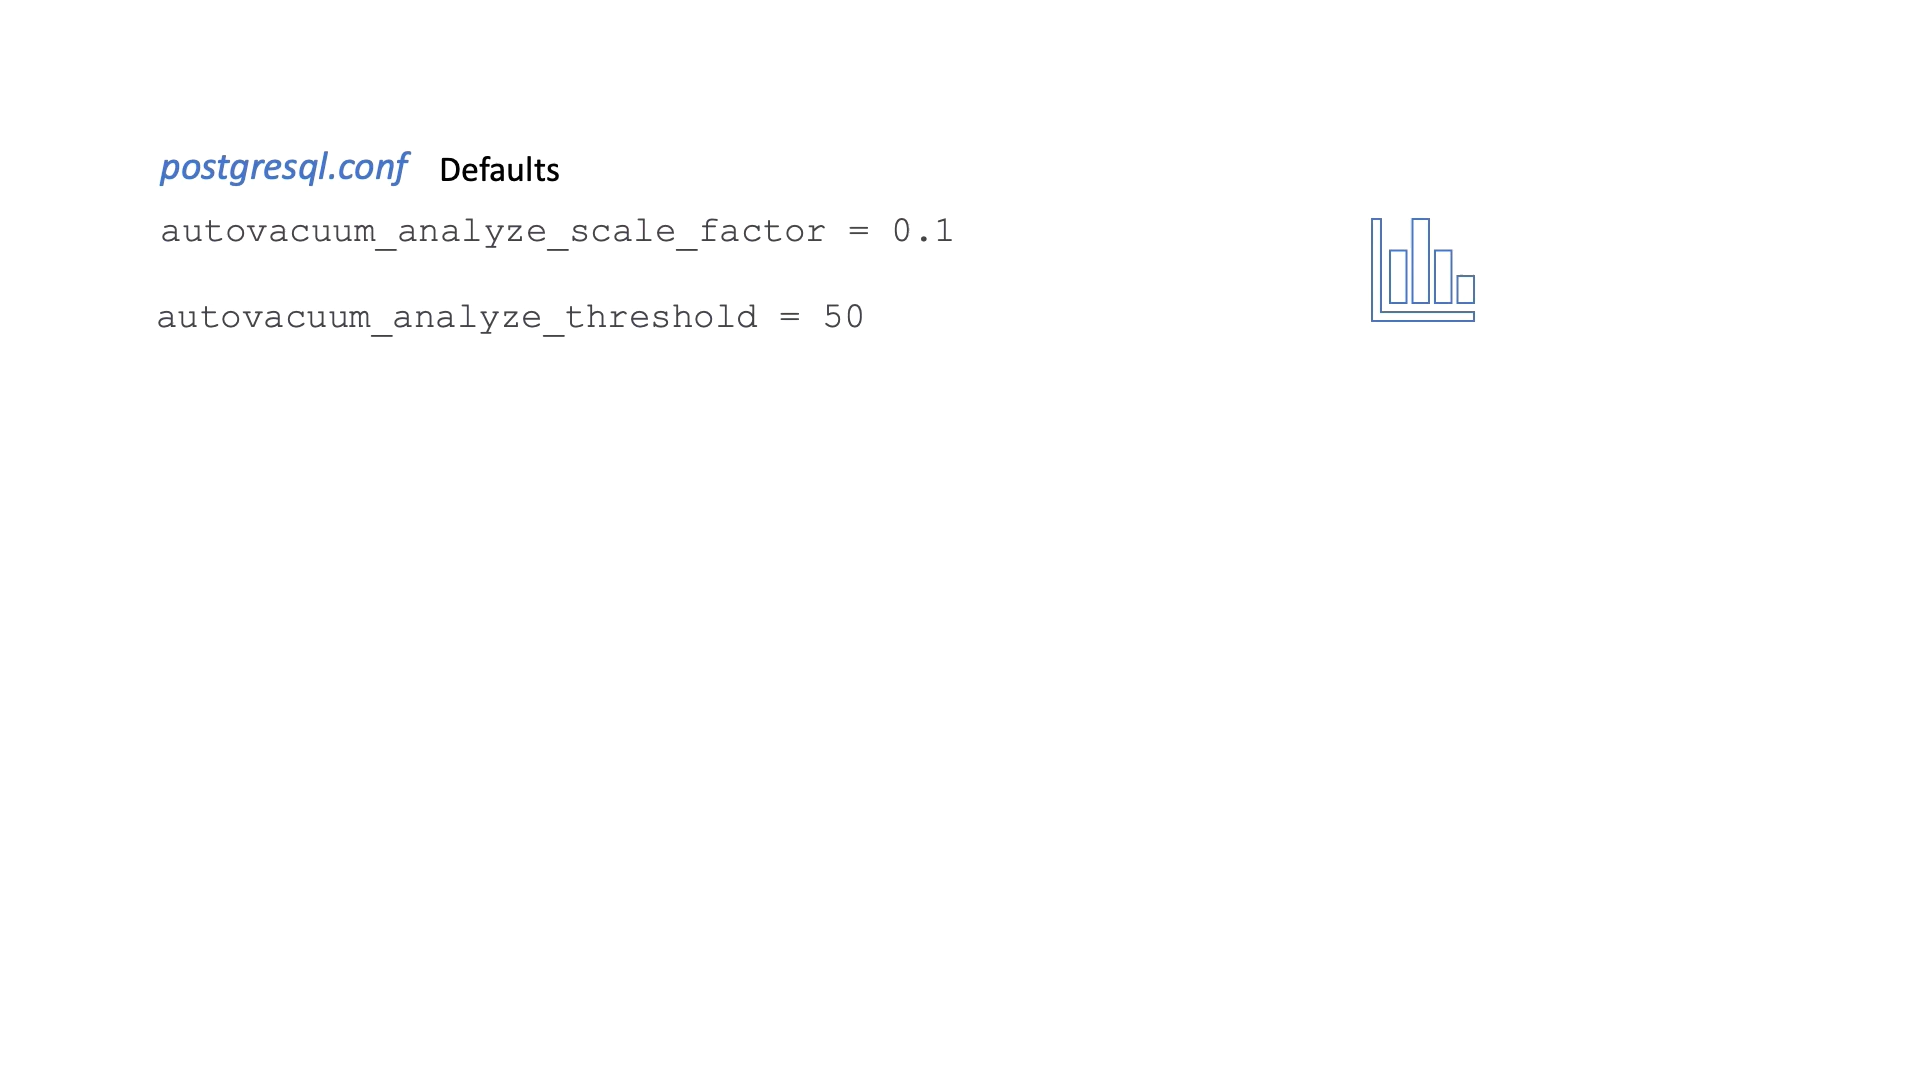 postgresql.conf Defaults
autovacuum_analyze_scale_factor = 0.1
autovacuum_analyze_threshold = 50